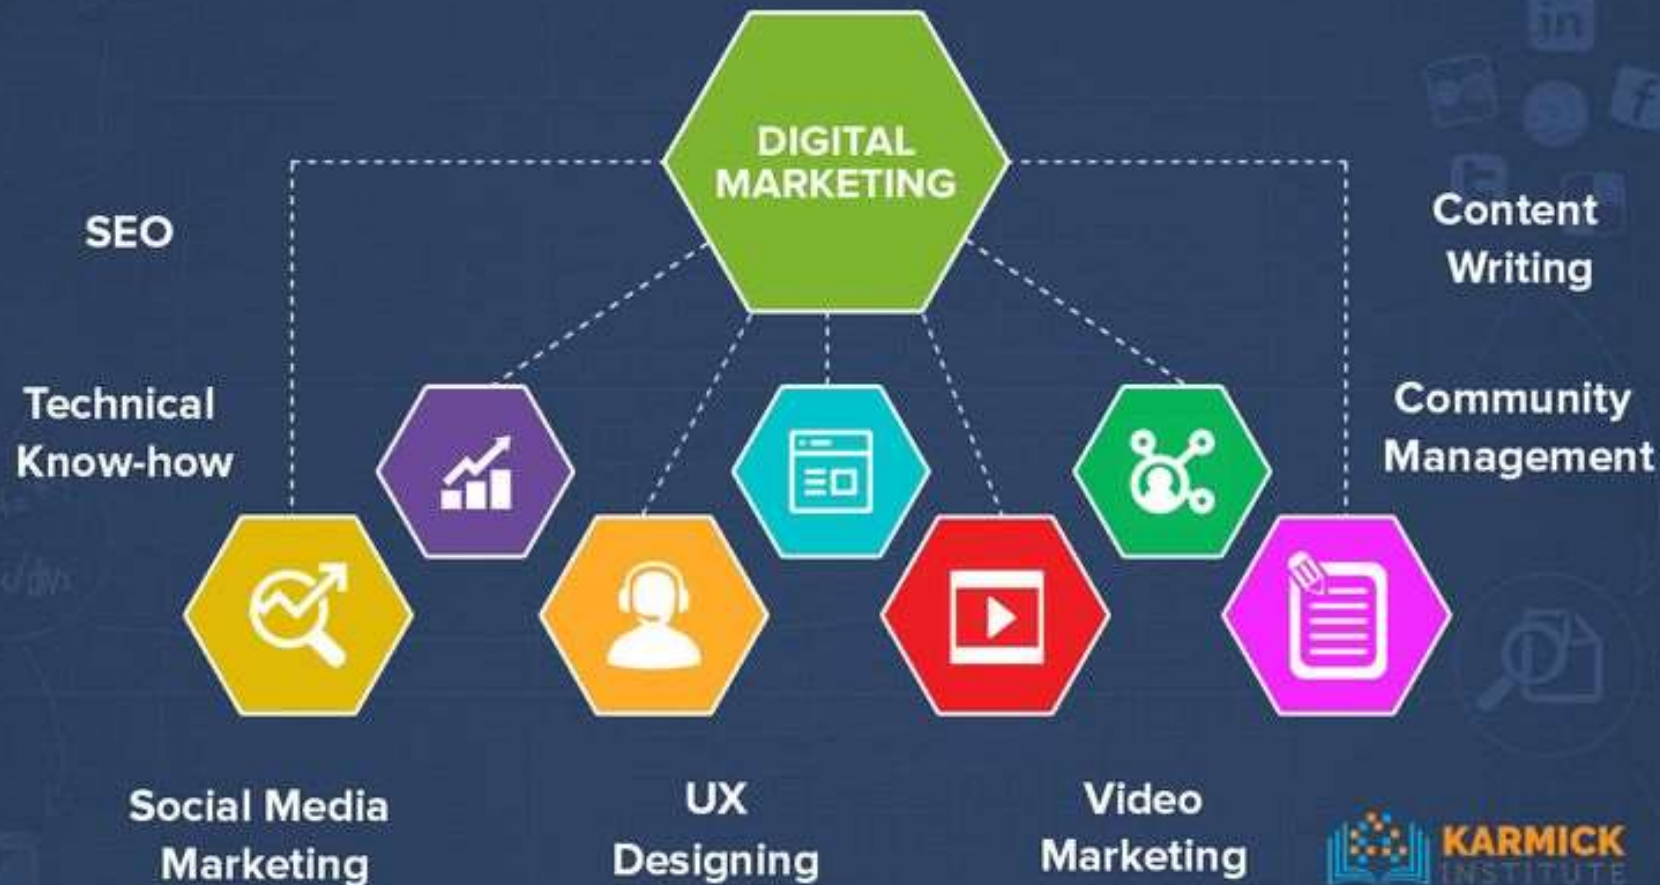 DIGITAL
MARKETING
SEO
Content
Writing
Technical
Know-how
Community
Management
Social Media
Marketing
UX
Designing
Video
Marketing
KARMICK
INSTITUTE